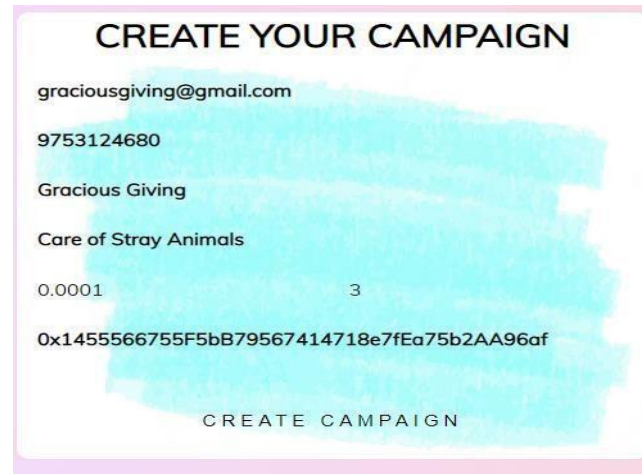 CREATE YOUR CAMPAIGN
graciousgiving@gmail.com
9753124680
Gracious Giving
Care of Stray Animals
0.0001 3
0x1455566755F5bB79567414718e7fEa75b2AA96af
CREATE CAMPAIGN